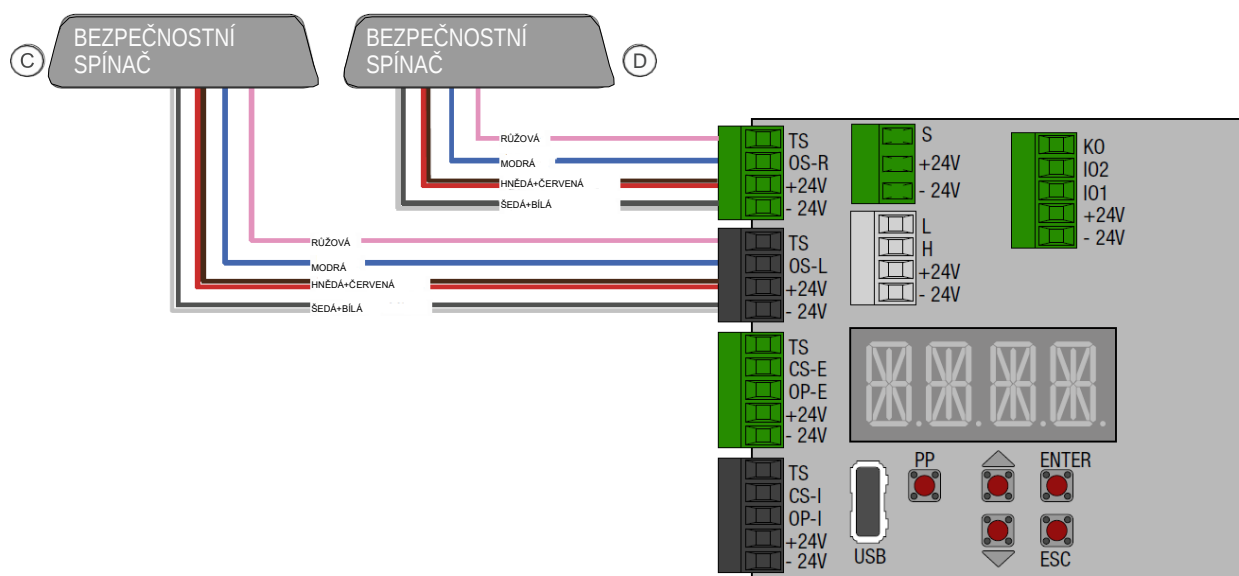 C
BEZPEČNOSTNÍ
SPÍNAČ
BEZPEČNOSTNÍ
SPÍNAČ
D
RŮŽOVÁ
MODRÁ
HNĚDÁ+ČERVENÁ
ŠEDÁ+BÍLÁ
RŮŽOVÁ
MODRÁ
HNĚDÁ+ČERVENÁ
ŠEDÁ+BÍLÁ
TS
OS-R
+24V
- 24V
TS
OS-L
+24V
- 24V
TS
CS-E
OP-E
+24V
- 24V
TS
CS-I
OP-I
+24V
- 24V
S
+24V
- 24V
L
H
+24V
- 24V
KO
IO2
IO1
+24V
- 24V
PP
ENTER
USB
ESC